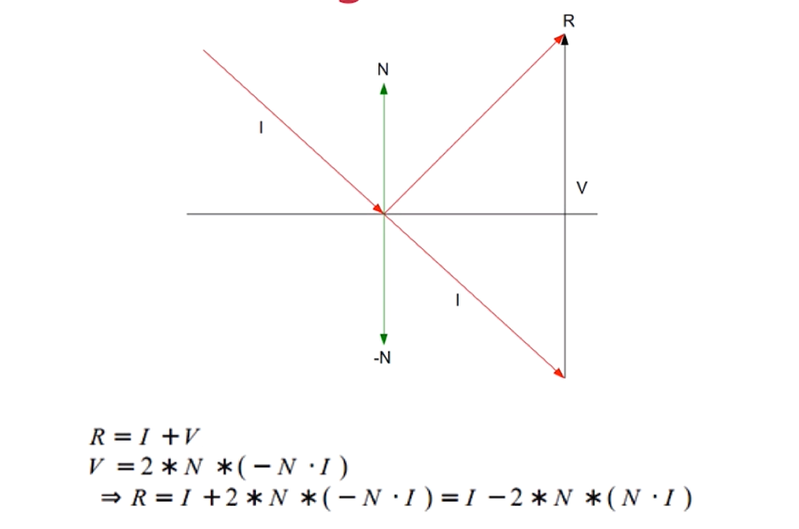 R
N
I
V
I
-N
R = I + V
V = 2 * N * ( − N · I )
⇒ R = I + 2 * N * ( − N · I ) = I − 2 * N * ( N · I )